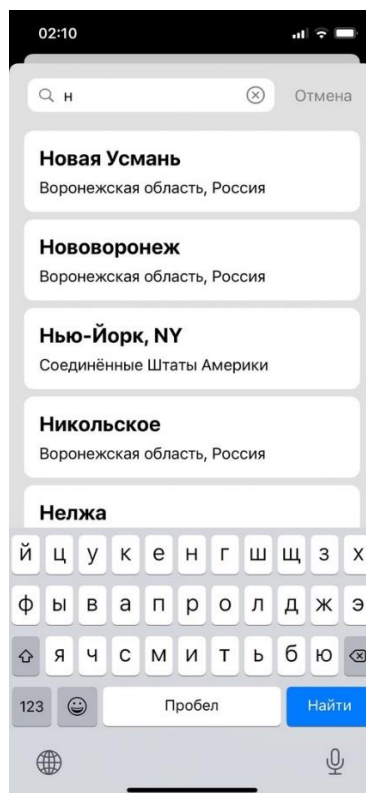 02:10
н
Отмена
Новая Усмань
Воронежская область, Россия
Нововоронеж
Воронежская область, Россия
Нью-Йорк, NY
Соединённые Штаты Америки
Никольское
Воронежская область, Россия
Нелжа
й ц у к е н г ш щ з х
ф ы в а п р о л д ж э
я ч с м и т ь б ю
123 Пробел Найти